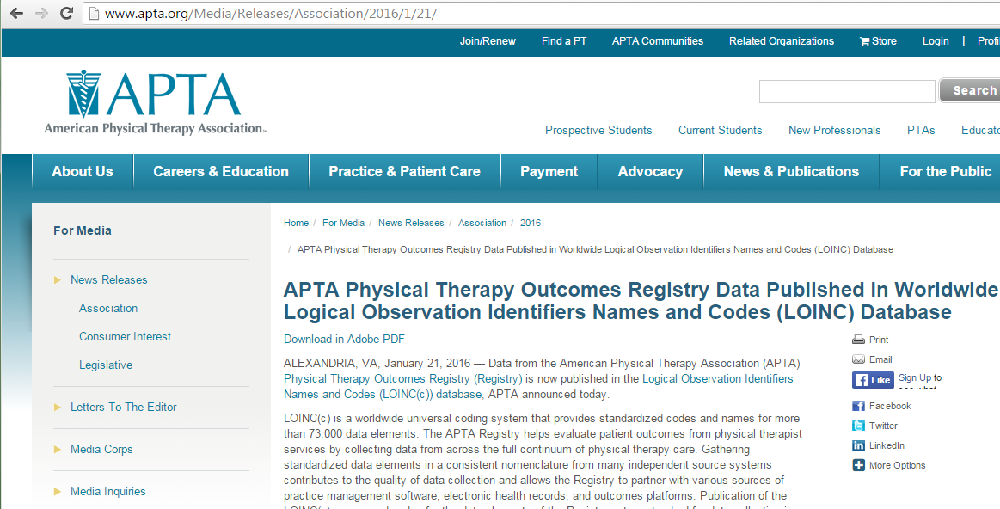 www.apta.org/Media/Releases/Association/2016/1/21/
Join/Renew Find a PT APTA Communities Related Organizations Store Login |
APTA
American Physical Therapy Association
Search
Prospective Students Current Students New Professionals PTAs
About Us Careers & Education Practice & Patient Care Payment Advocacy News & Publications For the Public
For Media
News Releases
Association
Consumer Interest
Legislative
Letters To The Editor
Media Corps
Media Inquiries
Home / For Media / News Releases / Association / 2016
/ APTA Physical Therapy Outcomes Registry Data Published in Worldwide Logical Observation Identifiers Names and Codes (LOINC) Database
APTA Physical Therapy Outcomes Registry Data Published in Worldwide
Logical Observation Identifiers Names and Codes (LOINC) Database
Download in Adobe PDF
ALEXANDRIA, VA, January 21, 2016 — Data from the American Physical Therapy Association (APTA)
Physical Therapy Outcomes Registry (Registry) is now published in the Logical Observation Identifiers
Names and Codes (LOINC(c)) database, APTA announced today.
LOINC(c) is a worldwide universal coding system that provides standardized codes and names for more
than 73,000 data elements. The APTA Registry helps evaluate patient outcomes from physical therapist
services by collecting data from across the full continuum of physical therapy care. Gathering
standardized data elements in a consistent nomenclature from many independent source systems
contributes to the quality of data collection and allows the Registry to partner with various sources of
practice management software, electronic health records, and outcomes platforms. Publication of the
Print
Email
Like Sign Up to
see what
Facebook
Twitter
LinkedIn
More Options